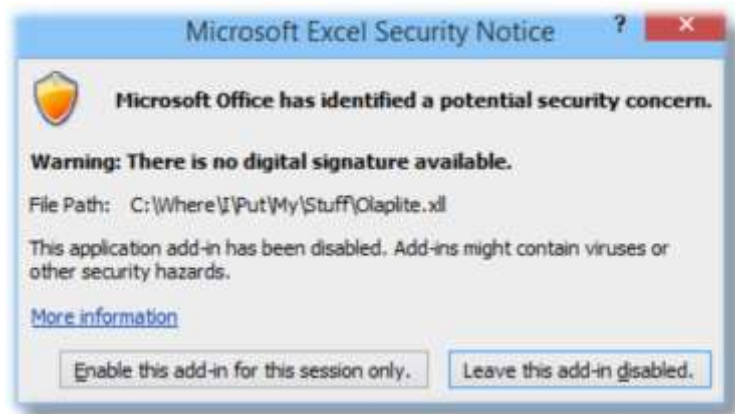 Microsoft Excel Security Notice ?
Microsoft Office has identified a potential security concern.
Warning: There is no digital signature available.
File Path: C:\Where\I\Put\My\Stuff\Olaplite.xll
This application add-in has been disabled. Add-ins might contain viruses or
other security hazards.
More information
Enable this add-in for this session only. Leave this add-in disabled.